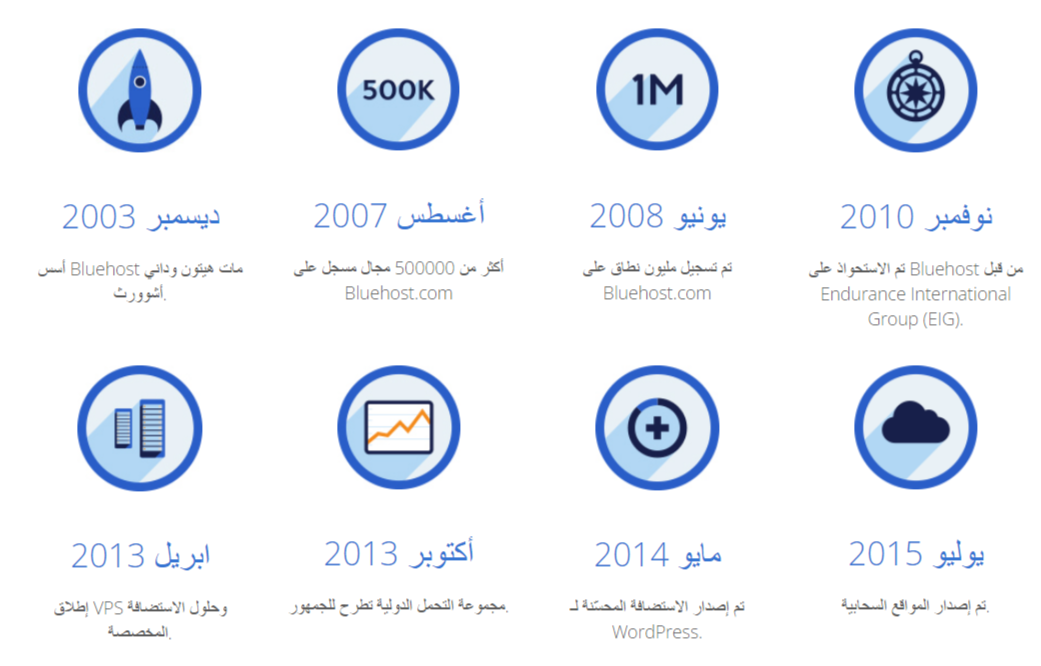 500K
1M
ديسمبر 2003
مات هيتون وداني Bluehost أسس
أشوورث.
أغسطس 2007
أكثر من 500000 مجال مسجل على
Bluehost.com
يونيو 2008
تم تسجيل مليون نطاق على
Bluehost.com
نوفمبر 2010
من قبل Bluehost تم الاستحواذ على
Endurance International
Group (EIG).
ابريل 2013
وحلول الاستضافة VPS إطلاق
المخصصة.
أكتوبر 2013
مجموعة التحمل الدولية تطرح للجمهور.
مايو 2014
تم إصدار الاستضافة المحسّنة لـ
WordPress.
يوليو 2015
تم إصدار المواقع السحابية.